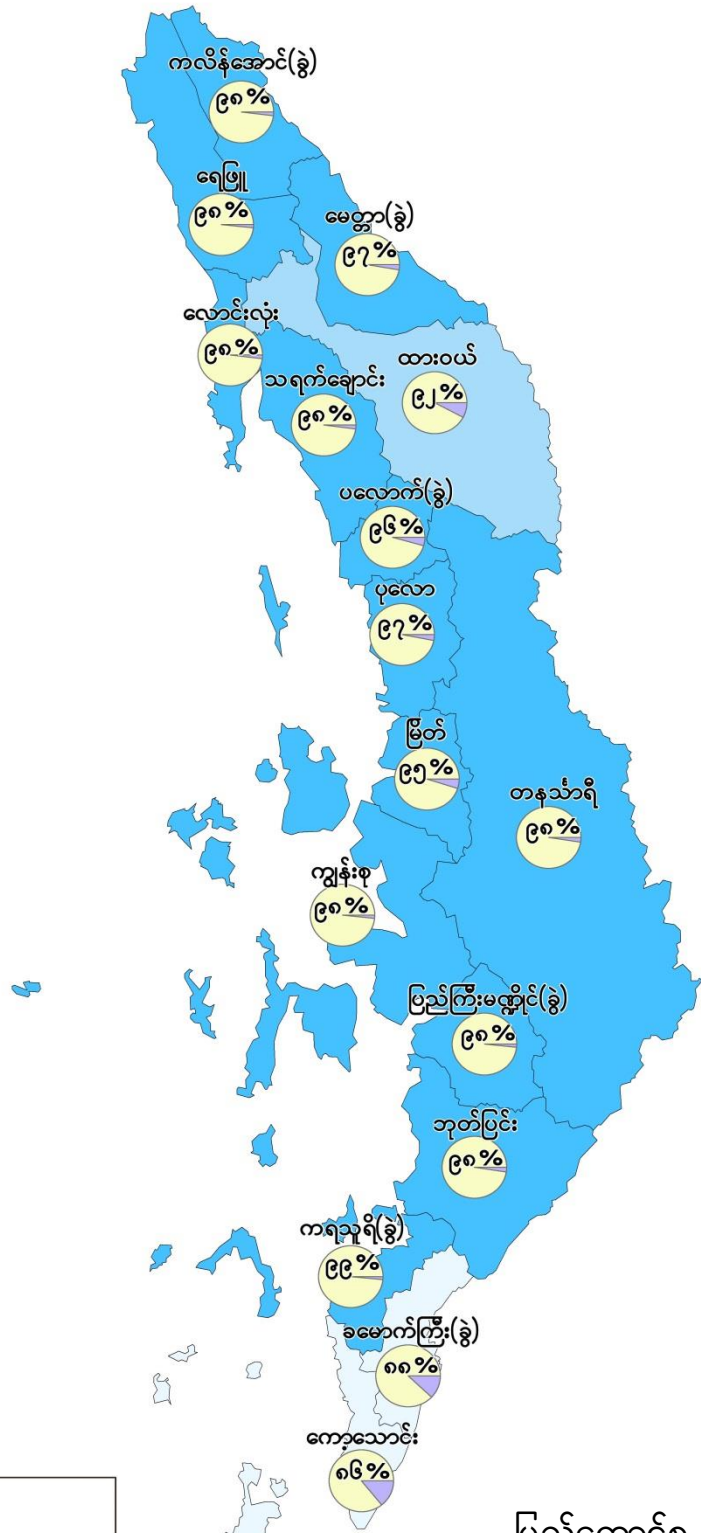 ကလိန်အောင်(ခွဲ)
၉၈%
ရေဖြူ
၉၈%
မေတ္တာ(ခွဲ)
၉၇%
လောင်းလုံး
၉၈%
ထားဝယ်
၉၂%
သရက်ချောင်း
၉၈%
ပလောက်(ခွဲ)
၉၆%
ပုလော
၉၇%
မြိတ်
၉၅%
တနင်္သာရီ
၉၈%
ကျွန်းစု
၉၈%
ပြည်ကြီးမဏ္ဍိုင်(ခွဲ)
၉၈%
ဘုတ်ပြင်း
၉၈%
ကရသူရိ(ခွဲ)
၉၉%
ခမောက်ကြီး(ခွဲ)
၈၈%
ကော့သောင်း
၈၆%